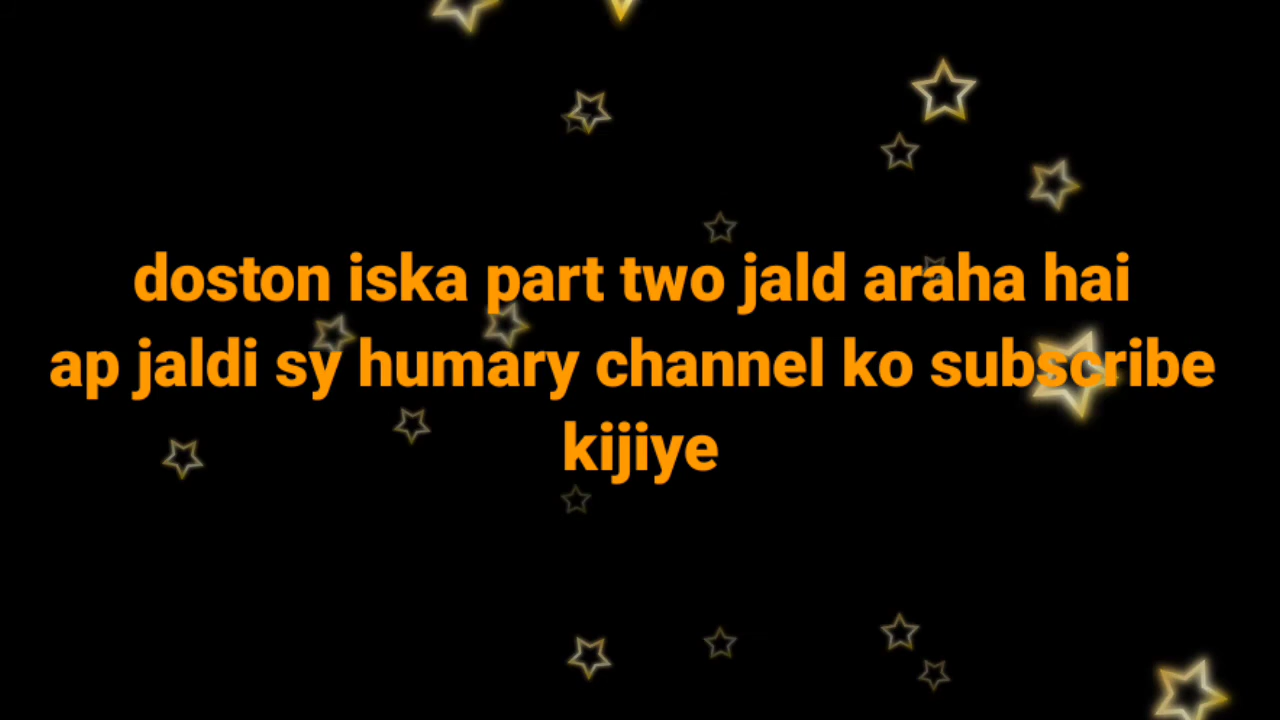 doston iska part two jald araha hai
ap jaldi sy humary channel ko subscribe
kijiye